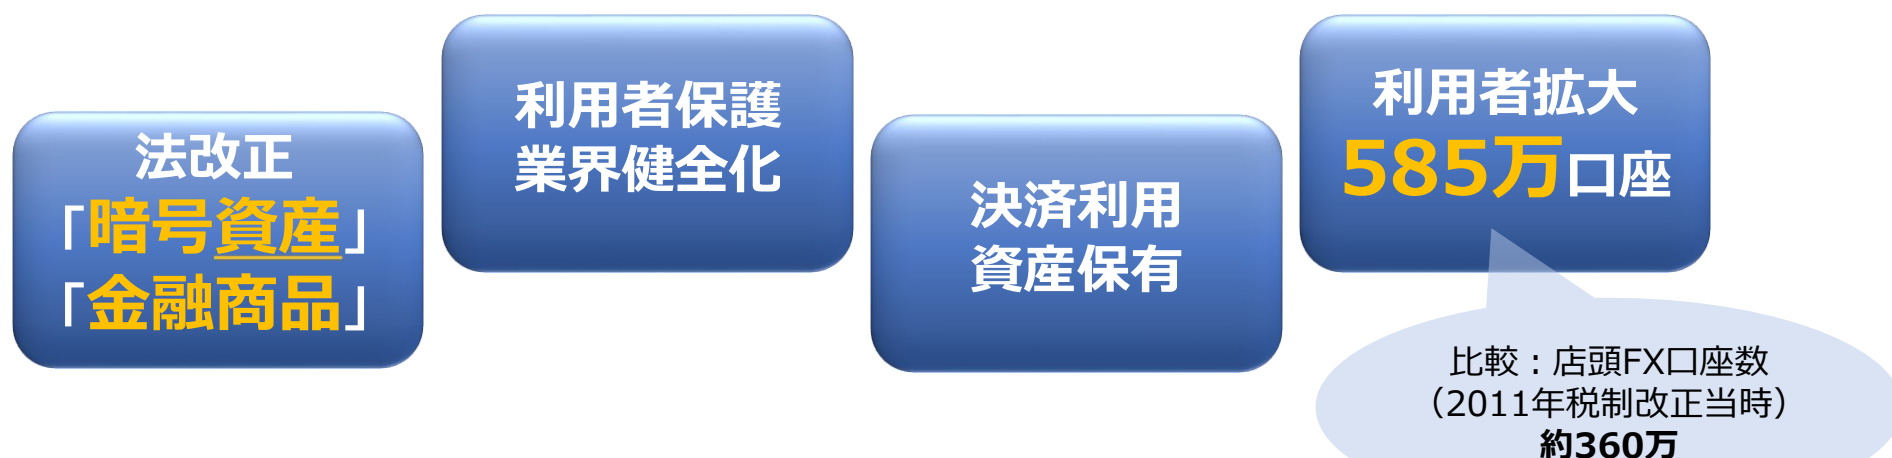 法改正
「暗号資産」
「金融商品」
利用者保護
業界健全化
決済利用
資産保有
利用者拡大
585万口座
比較：店頭FX口座数
（2011年税制改正当時）
約360万